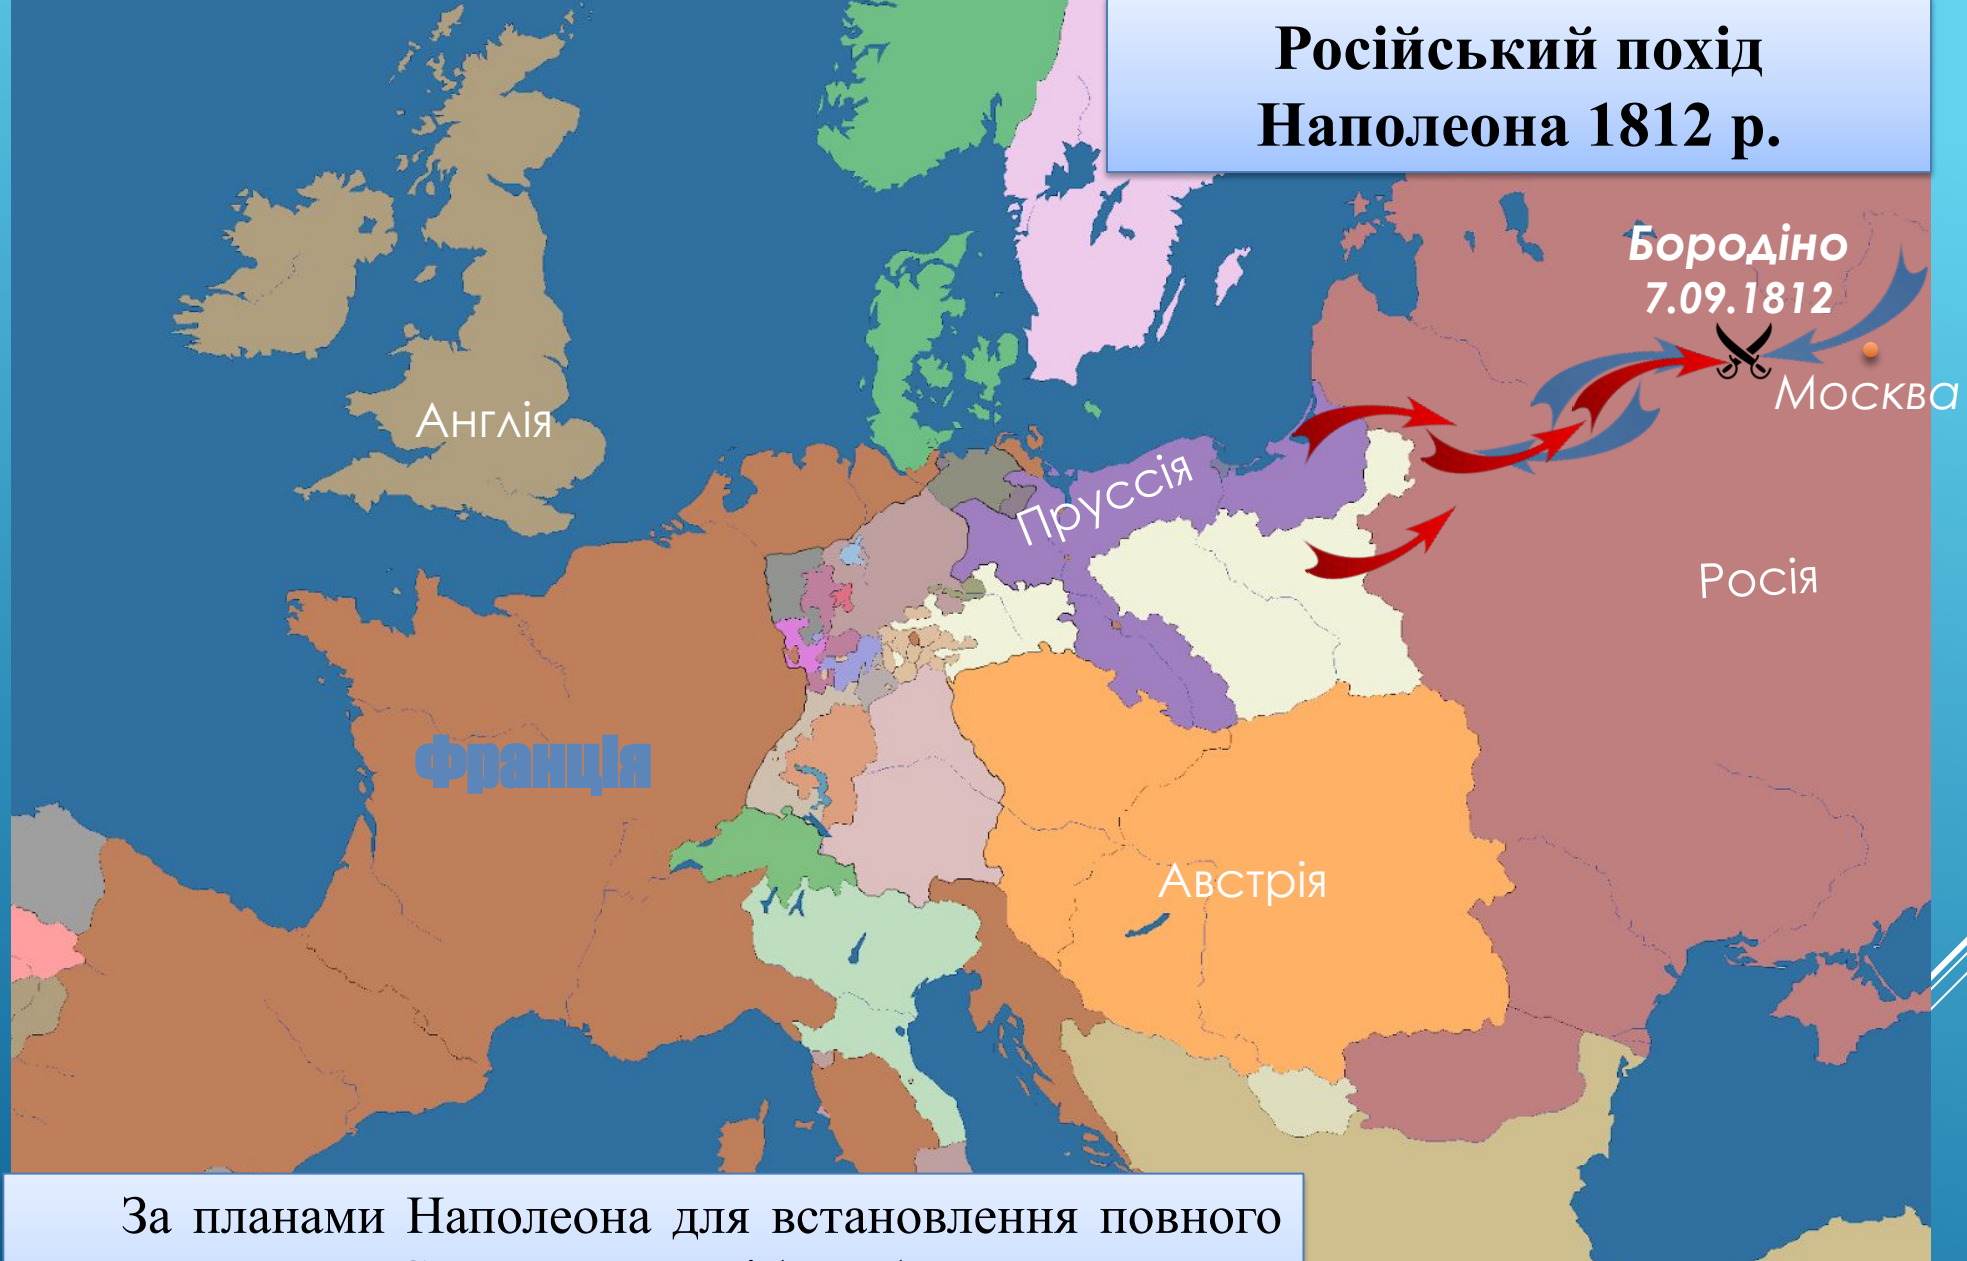 Російський похід
Наполеона 1812 р.
Бородіно
7.09.1812
Москва
Англія
Пруссія
Росія
Франція
Австрія
За планами Наполеона для встановлення повного